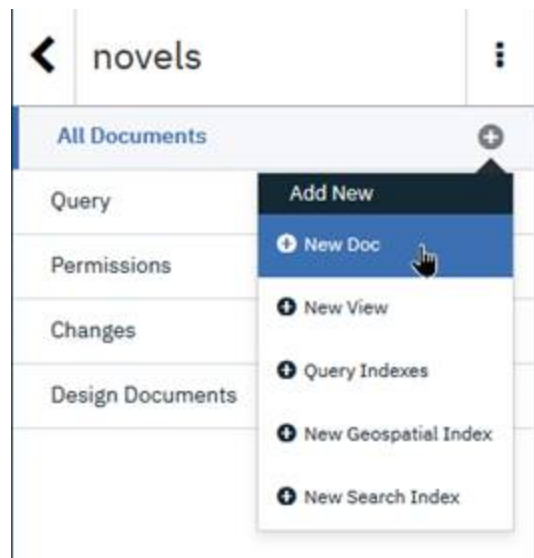 novels
All Documents
Query
Add New
New Doc
Permissions
New View
Changes
Query Indexes
Design Documents
New Geospatial Index
New Search Index